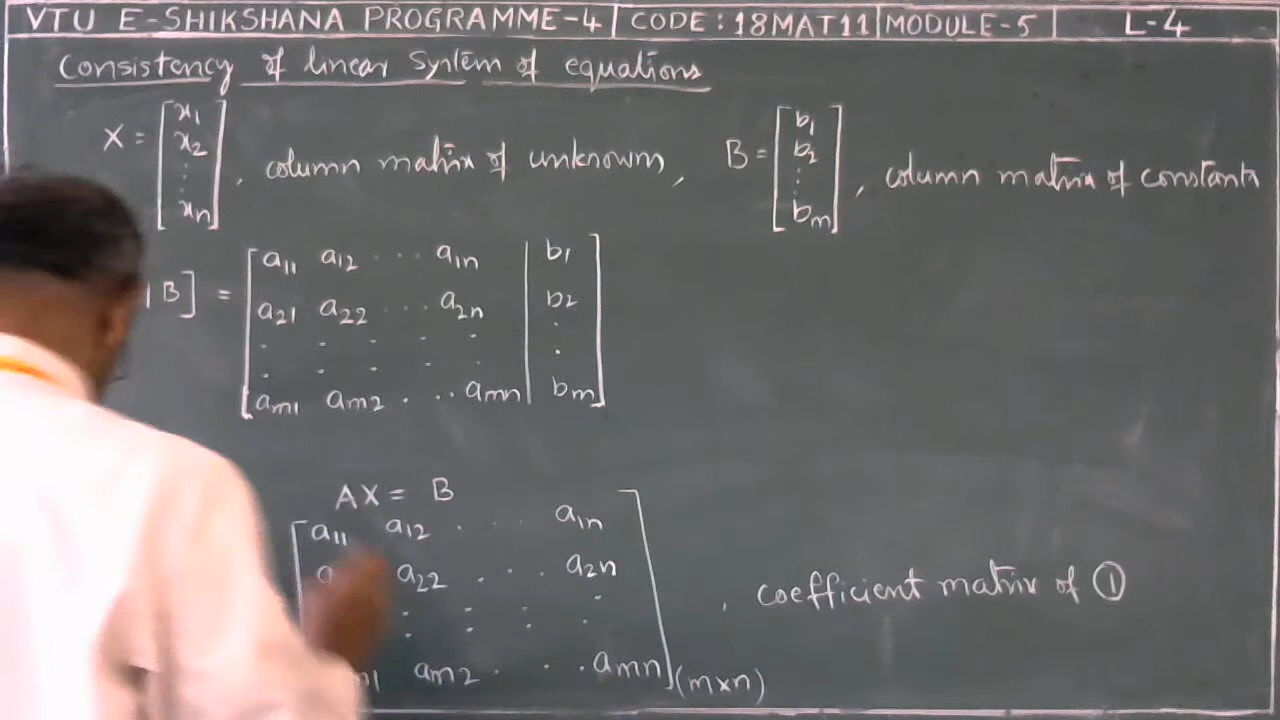 VTU E-SHIKSHANA PROGRAMME-4 | CODE: 18MAT11 | MODULE-5 | L-4
Consistency of linear system of equations
X = [x1 x2 ⋮ xn], column matrix of unknowns, B = [b1 b2 ⋮ bm], column matrix of constants
| B] =
a11 a12 ... a1n | b1
a21 a22 ... a2n | b2
. . . . . | .
. . . . . | .
am1 am2 ... amn | bm
AX = B
a11 a12 ... a1n
a22 ... a2n
: : : .
am2 ... amn (m×n)
, coefficient matrix of ①